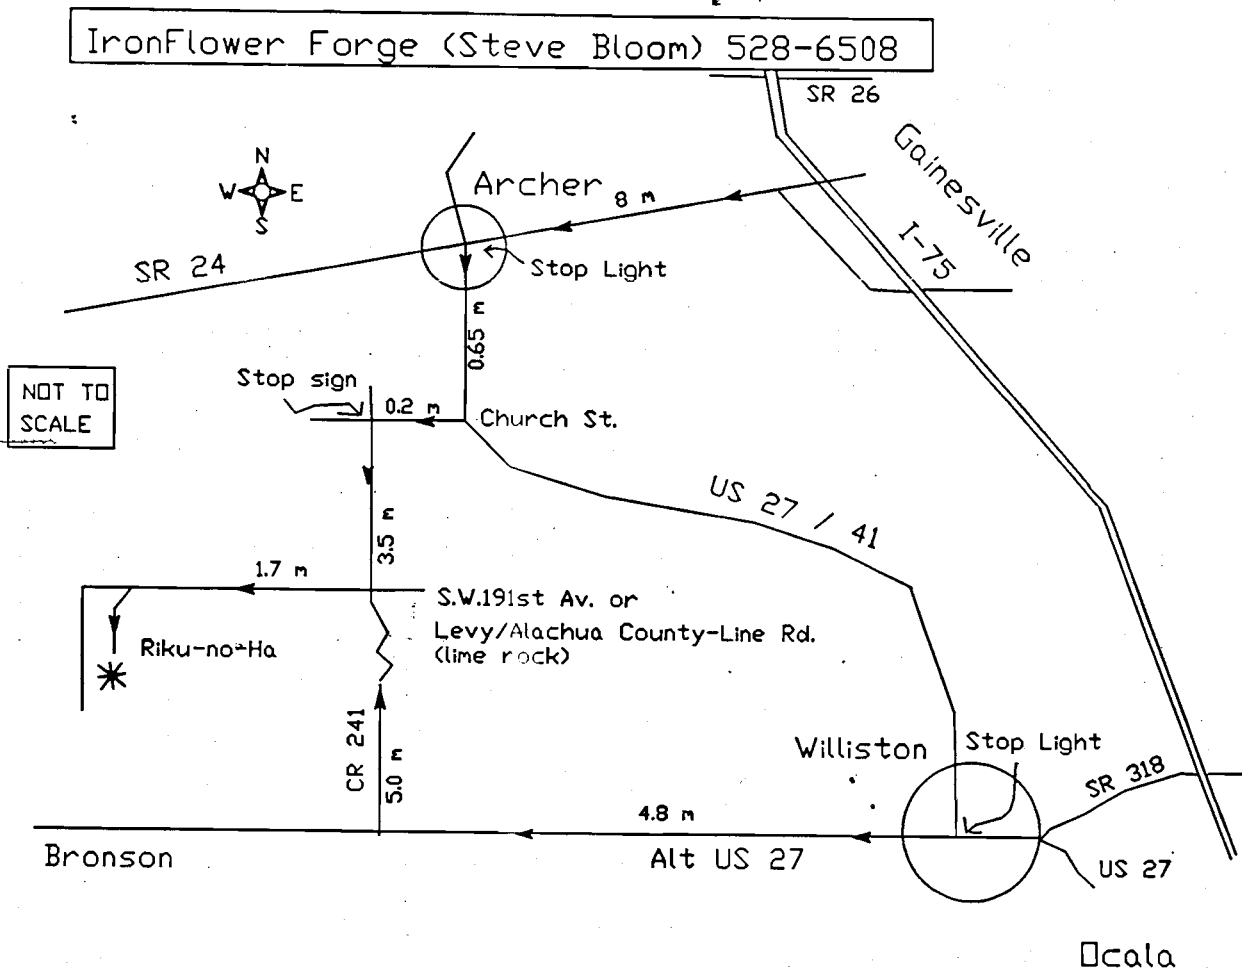 IronFlower Forge (Steve Bloom) 528-6508
SR 26
Gainesville
N
W E
S
Archer
8 m
I-75
SR 24
Stop Light
0.65 m
NOT TO
SCALE
Stop sign
0.2 m
Church St.
US 27 / 41
3.5 m
1.7 m
S.W.191st Av. or
Levy/Alachua County-Line Rd.
(lime rock)
Riku-no-Ha
CR 241
5.0 m
Williston
Stop Light
SR 318
4.8 m
Bronson
Alt US 27
US 27
Ocala